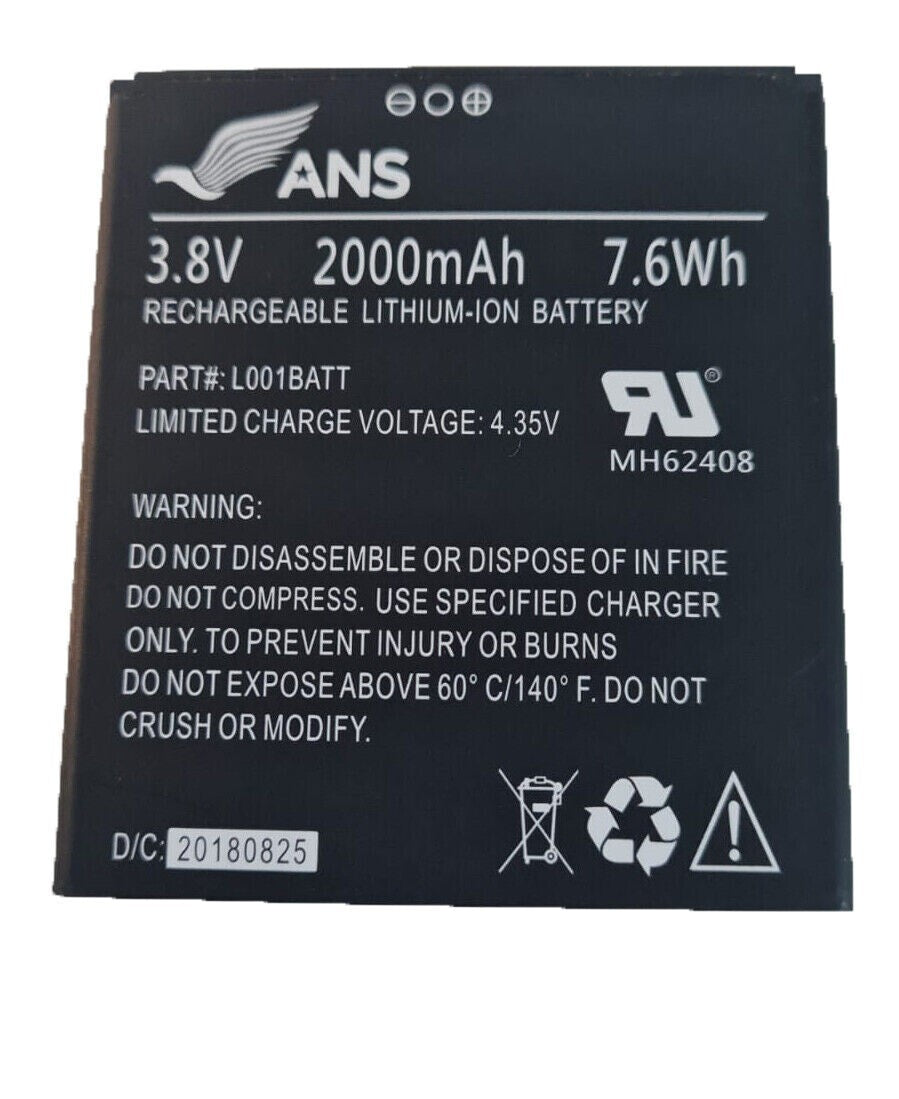 ANS
3.8V 2000mAh 7.6Wh
RECHARGEABLE LITHIUM-ION BATTERY
PART#: L001BATT
LIMITED CHARGE VOLTAGE: 4.35V
RU®
MH62408
WARNING:
DO NOT DISASSEMBLE OR DISPOSE OF IN FIRE
DO NOT COMPRESS. USE SPECIFIED CHARGER
ONLY. TO PREVENT INJURY OR BURNS
DO NOT EXPOSE ABOVE 60° C/140° F. DO NOT
CRUSH OR MODIFY.
D/C: 20180825